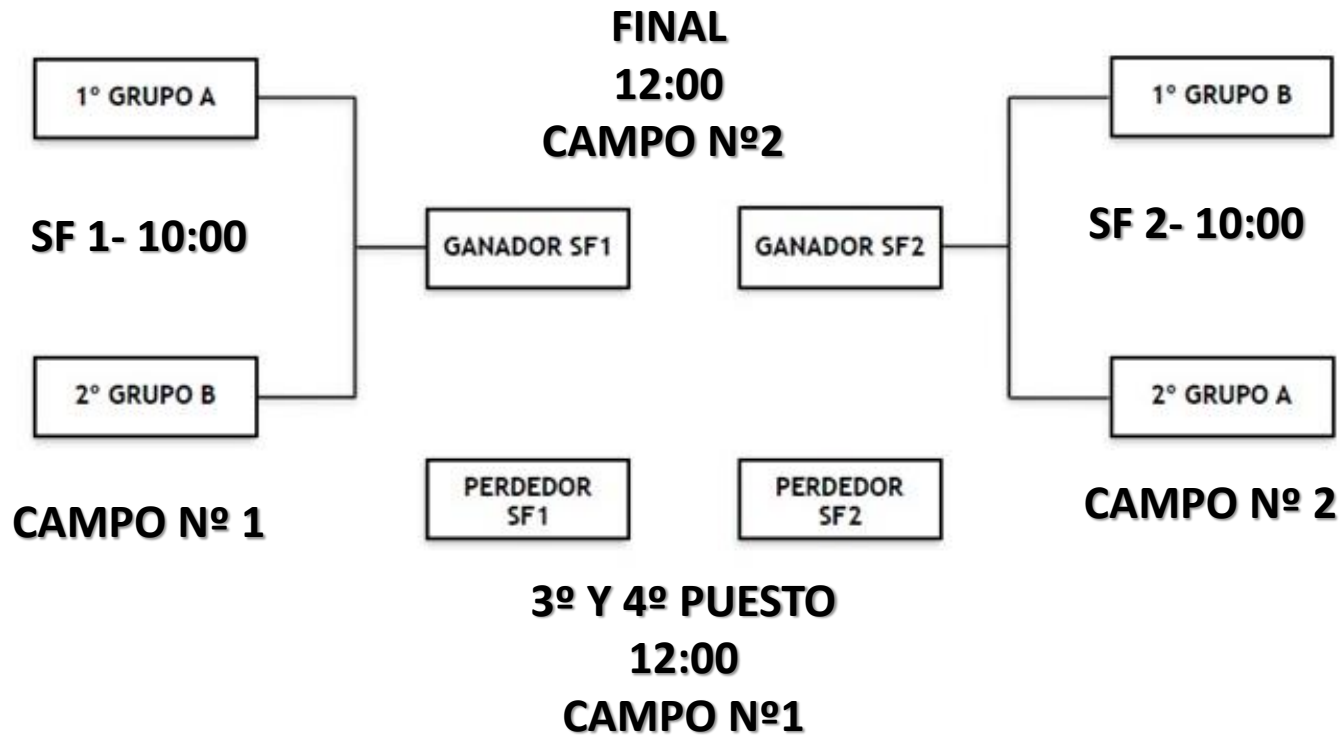 FINAL
12:00
CAMPO Nº2
1° GRUPO A
1° GRUPO B
SF 1- 10:00
GANADOR SF1
GANADOR SF2
SF 2- 10:00
2° GRUPO B
2° GRUPO A
CAMPO Nº 1
PERDEDOR
SF1
PERDEDOR
SF2
CAMPO Nº 2
3º Y 4º PUESTO
12:00
CAMPO Nº1